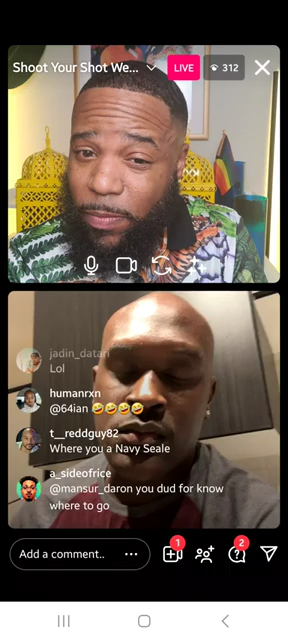 Shoot Your Shot We...
LIVE
312
jadin_datari
Lol
humanrxn
@64ian 🤣🤣🤣🤣
t__reddguy82
Where you a Navy Seale
a_sideofrice
@mansur_daron you dud for know
where to go
Add a comment..
1
2